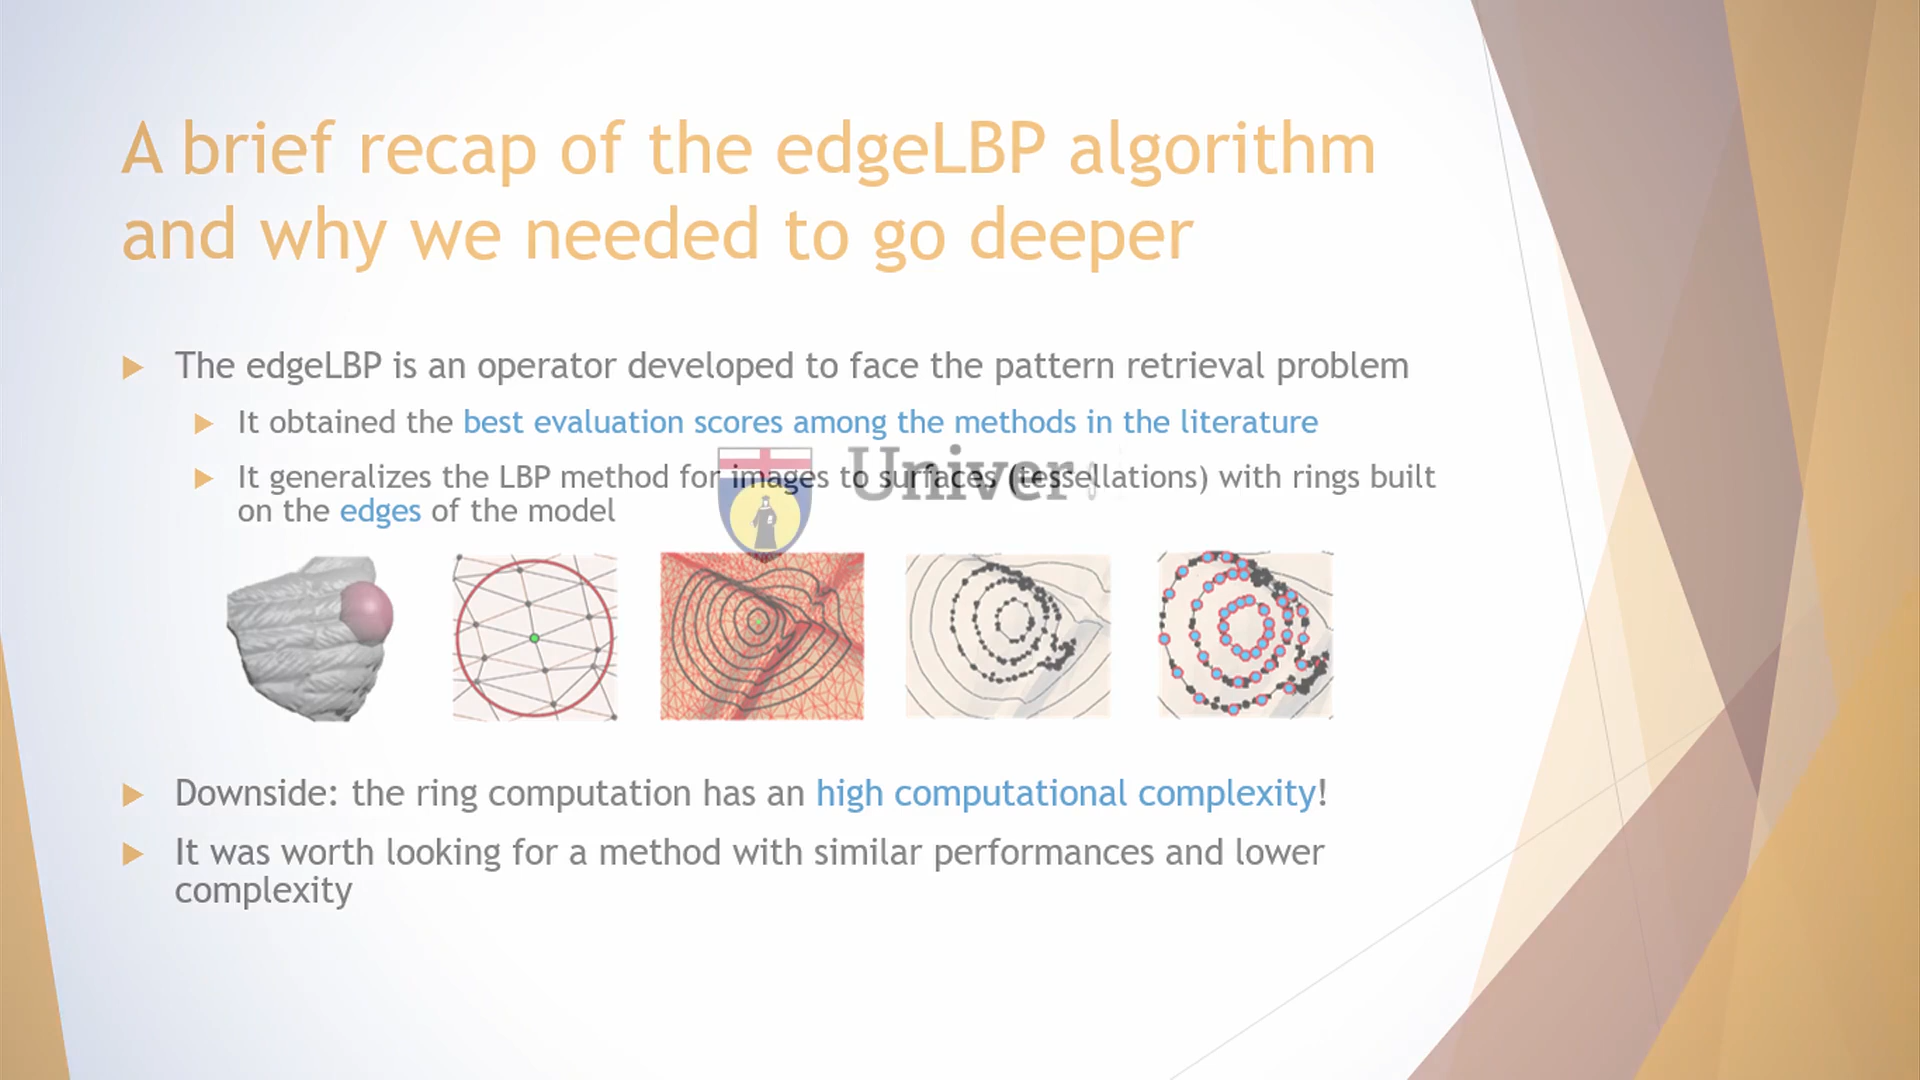 A brief recap of the edgeLBP algorithm
and why we needed to go deeper
The edgeLBP is an operator developed to face the pattern retrieval problem
It obtained the best evaluation scores among the methods in the literature
It generalizes the LBP method for images to surfaces (tessellations) with rings built
on the edges of the model
Univer
Downside: the ring computation has an high computational complexity!
It was worth looking for a method with similar performances and lower
complexity